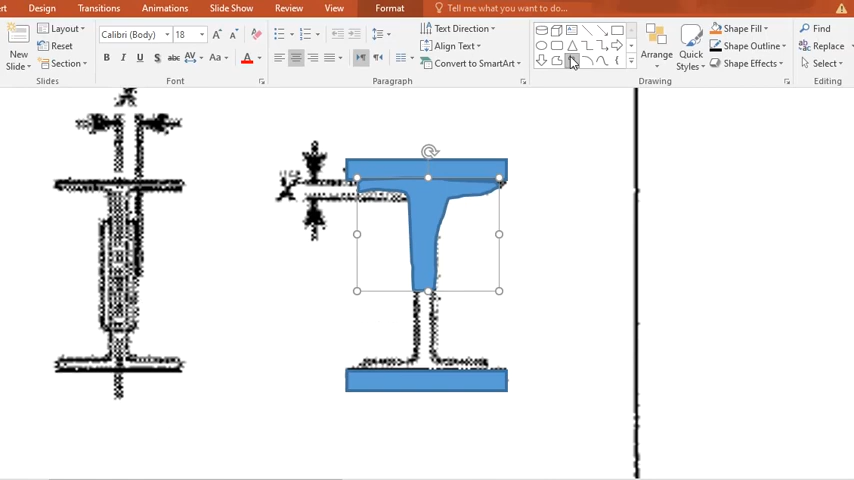 rt Design Transitions Animations Slide Show Review View Format Tell me what you want to do...
Layout Calibri (Body) 18 Text Direction Shape Fill Find
New Reset Align Text Arrange Quick Shape Outline Replace
Slide Section B I U S abc AV Aa A Convert to SmartArt Styles Shape Effects Select
Slides Font Paragraph Drawing Editing
X